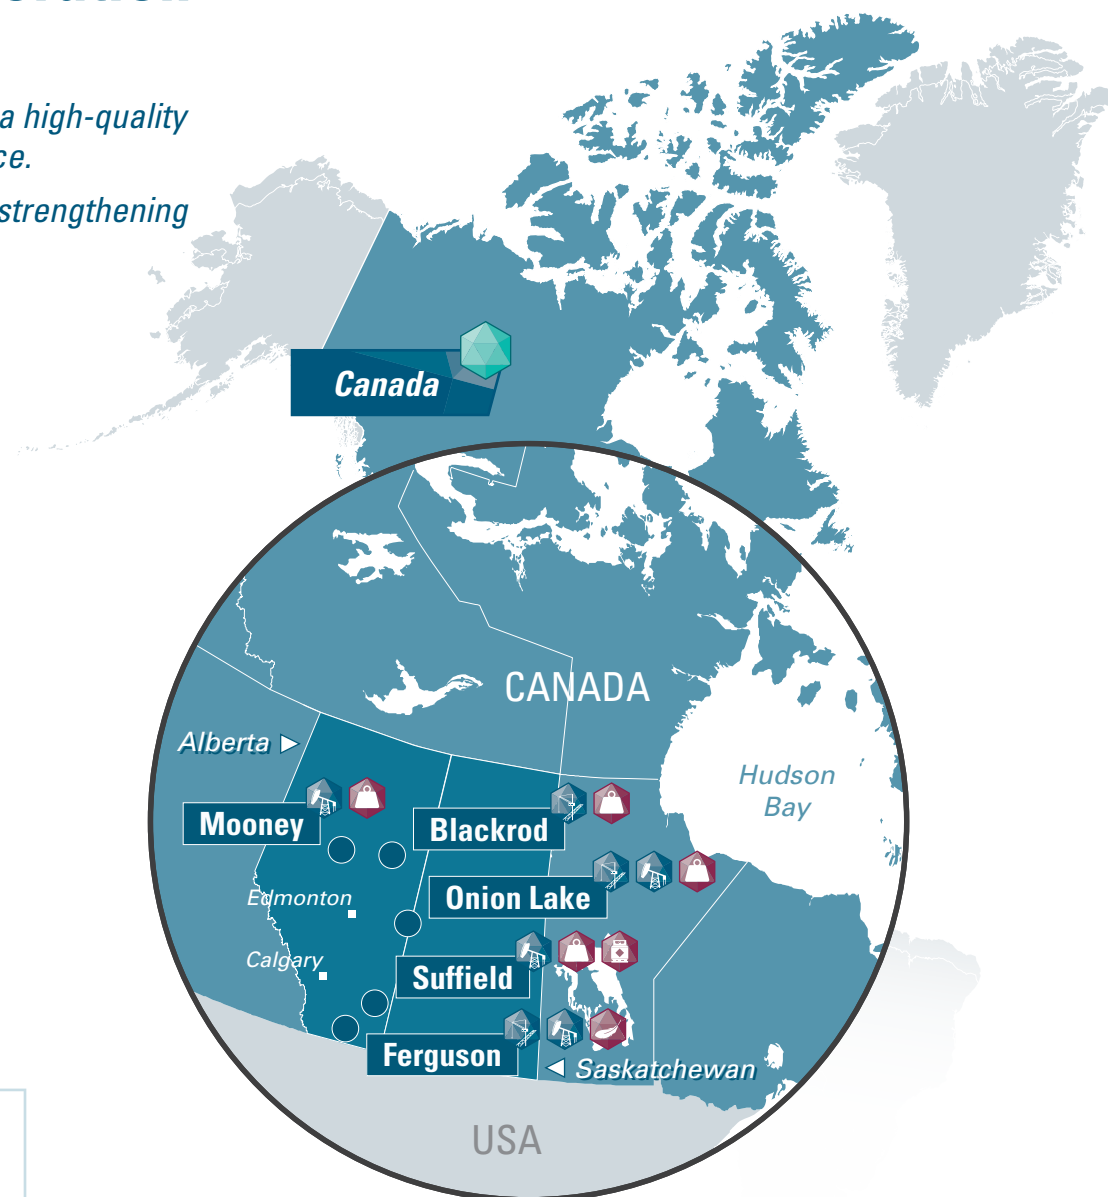 a high-quality
ce.
strengthening
Canada
CANADA
Alberta
Hudson
Bay
Mooney
Blackrod
Onion Lake
Edmonton
Calgary
Suffield
Ferguson
Saskatchewan
USA